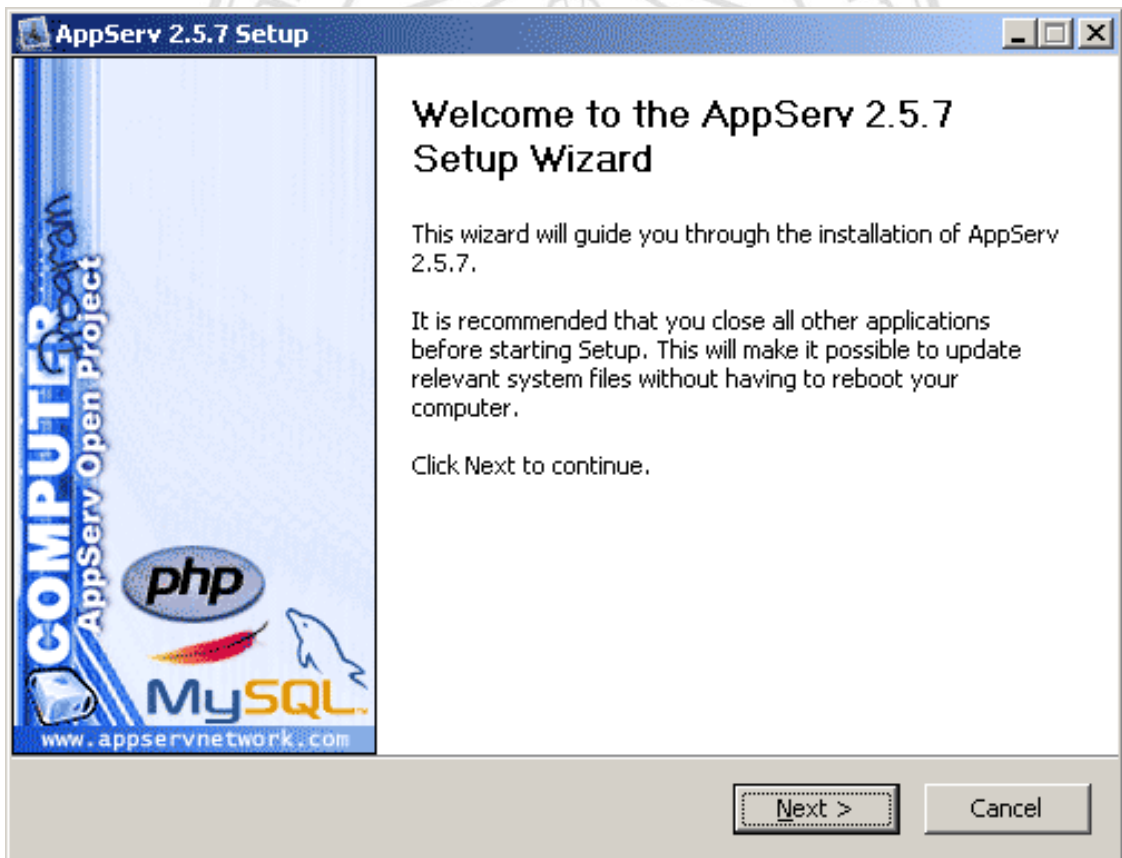 AppServ 2.5.7 Setup
Welcome to the AppServ 2.5.7
Setup Wizard
This wizard will guide you through the installation of AppServ
2.5.7.
It is recommended that you close all other applications
before starting Setup. This will make it possible to update
relevant system files without having to reboot your
computer.
Click Next to continue.
COMPUTER
Program
AppServ Open Project
php
MySQL
www.appservnetwork.com
Next >
Cancel